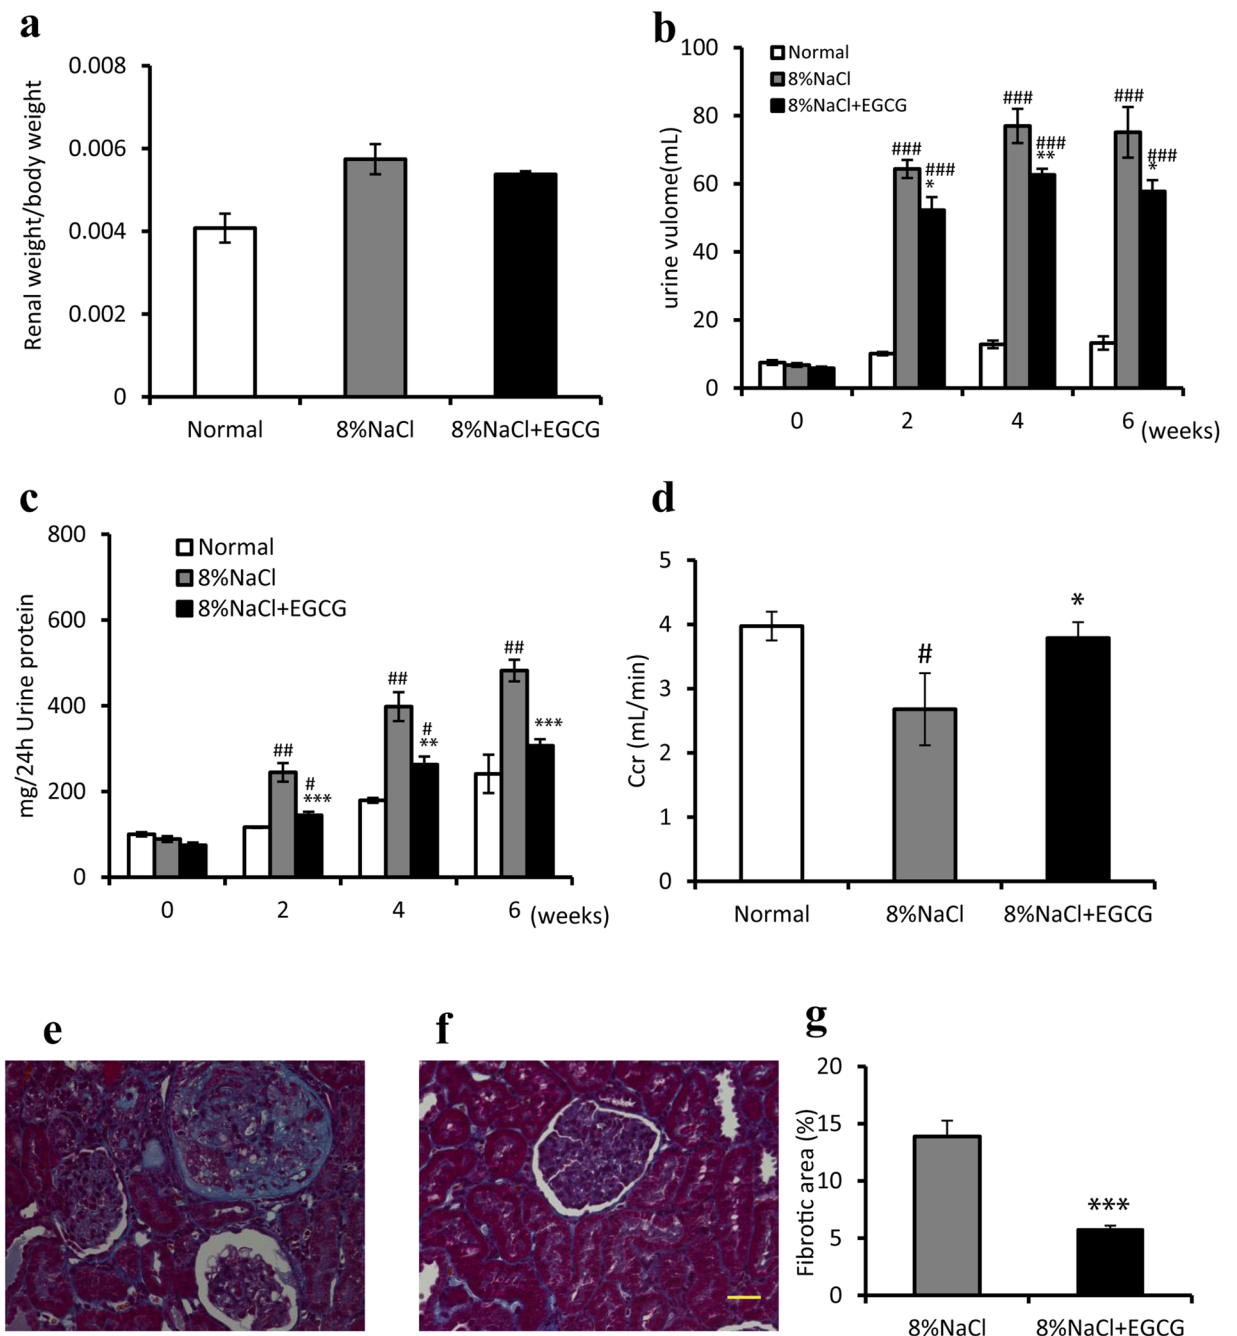 a
Renal weight/body weight
0.008
0.006
0.004
0.002
0
Normal
8%NaCl
8%NaCl+EGCG
b
urine vulome(mL)
100
80
60
40
20
0
Normal
8%NaCl
8%NaCl+EGCG
###
###
*
###
###
**
###
###
*
0
2
4
6
(weeks)
c
mg/24h Urine protein
800
600
400
200
0
Normal
8%NaCl
8%NaCl+EGCG
##
#
***
##
#
**
##
***
0
2
4
6
(weeks)
d
Ccr (mL/min)
5
4
3
2
1
0
#
*
Normal
8%NaCl
8%NaCl+EGCG
e
f
g
Fibrotic area (%)
20
15
10
5
0
***
8%NaCl
8%NaCl+EGCG